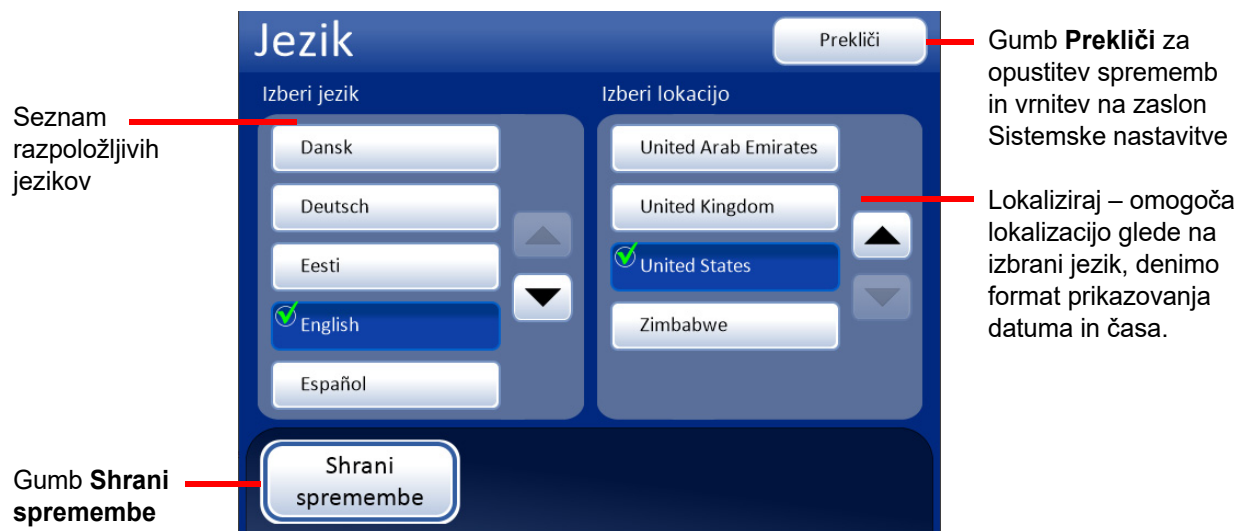 Jezik
Prekliči
Izberi jezik
Izberi lokacijo
Dansk
Deutsch
Eesti
English
Español
United Arab Emirates
United Kingdom
United States
Zimbabwe
Shrani
spremembe
Seznam
razpoložljivih
jezikov
Gumb Shrani
spremembe
Gumb Prekliči za
opustitev sprememb
in vrnitev na zaslon
Sistemske nastavitve
Lokaliziraj – omogoča
lokalizacijo glede na
izbrani jezik, denimo
format prikazovanja
datuma in časa.